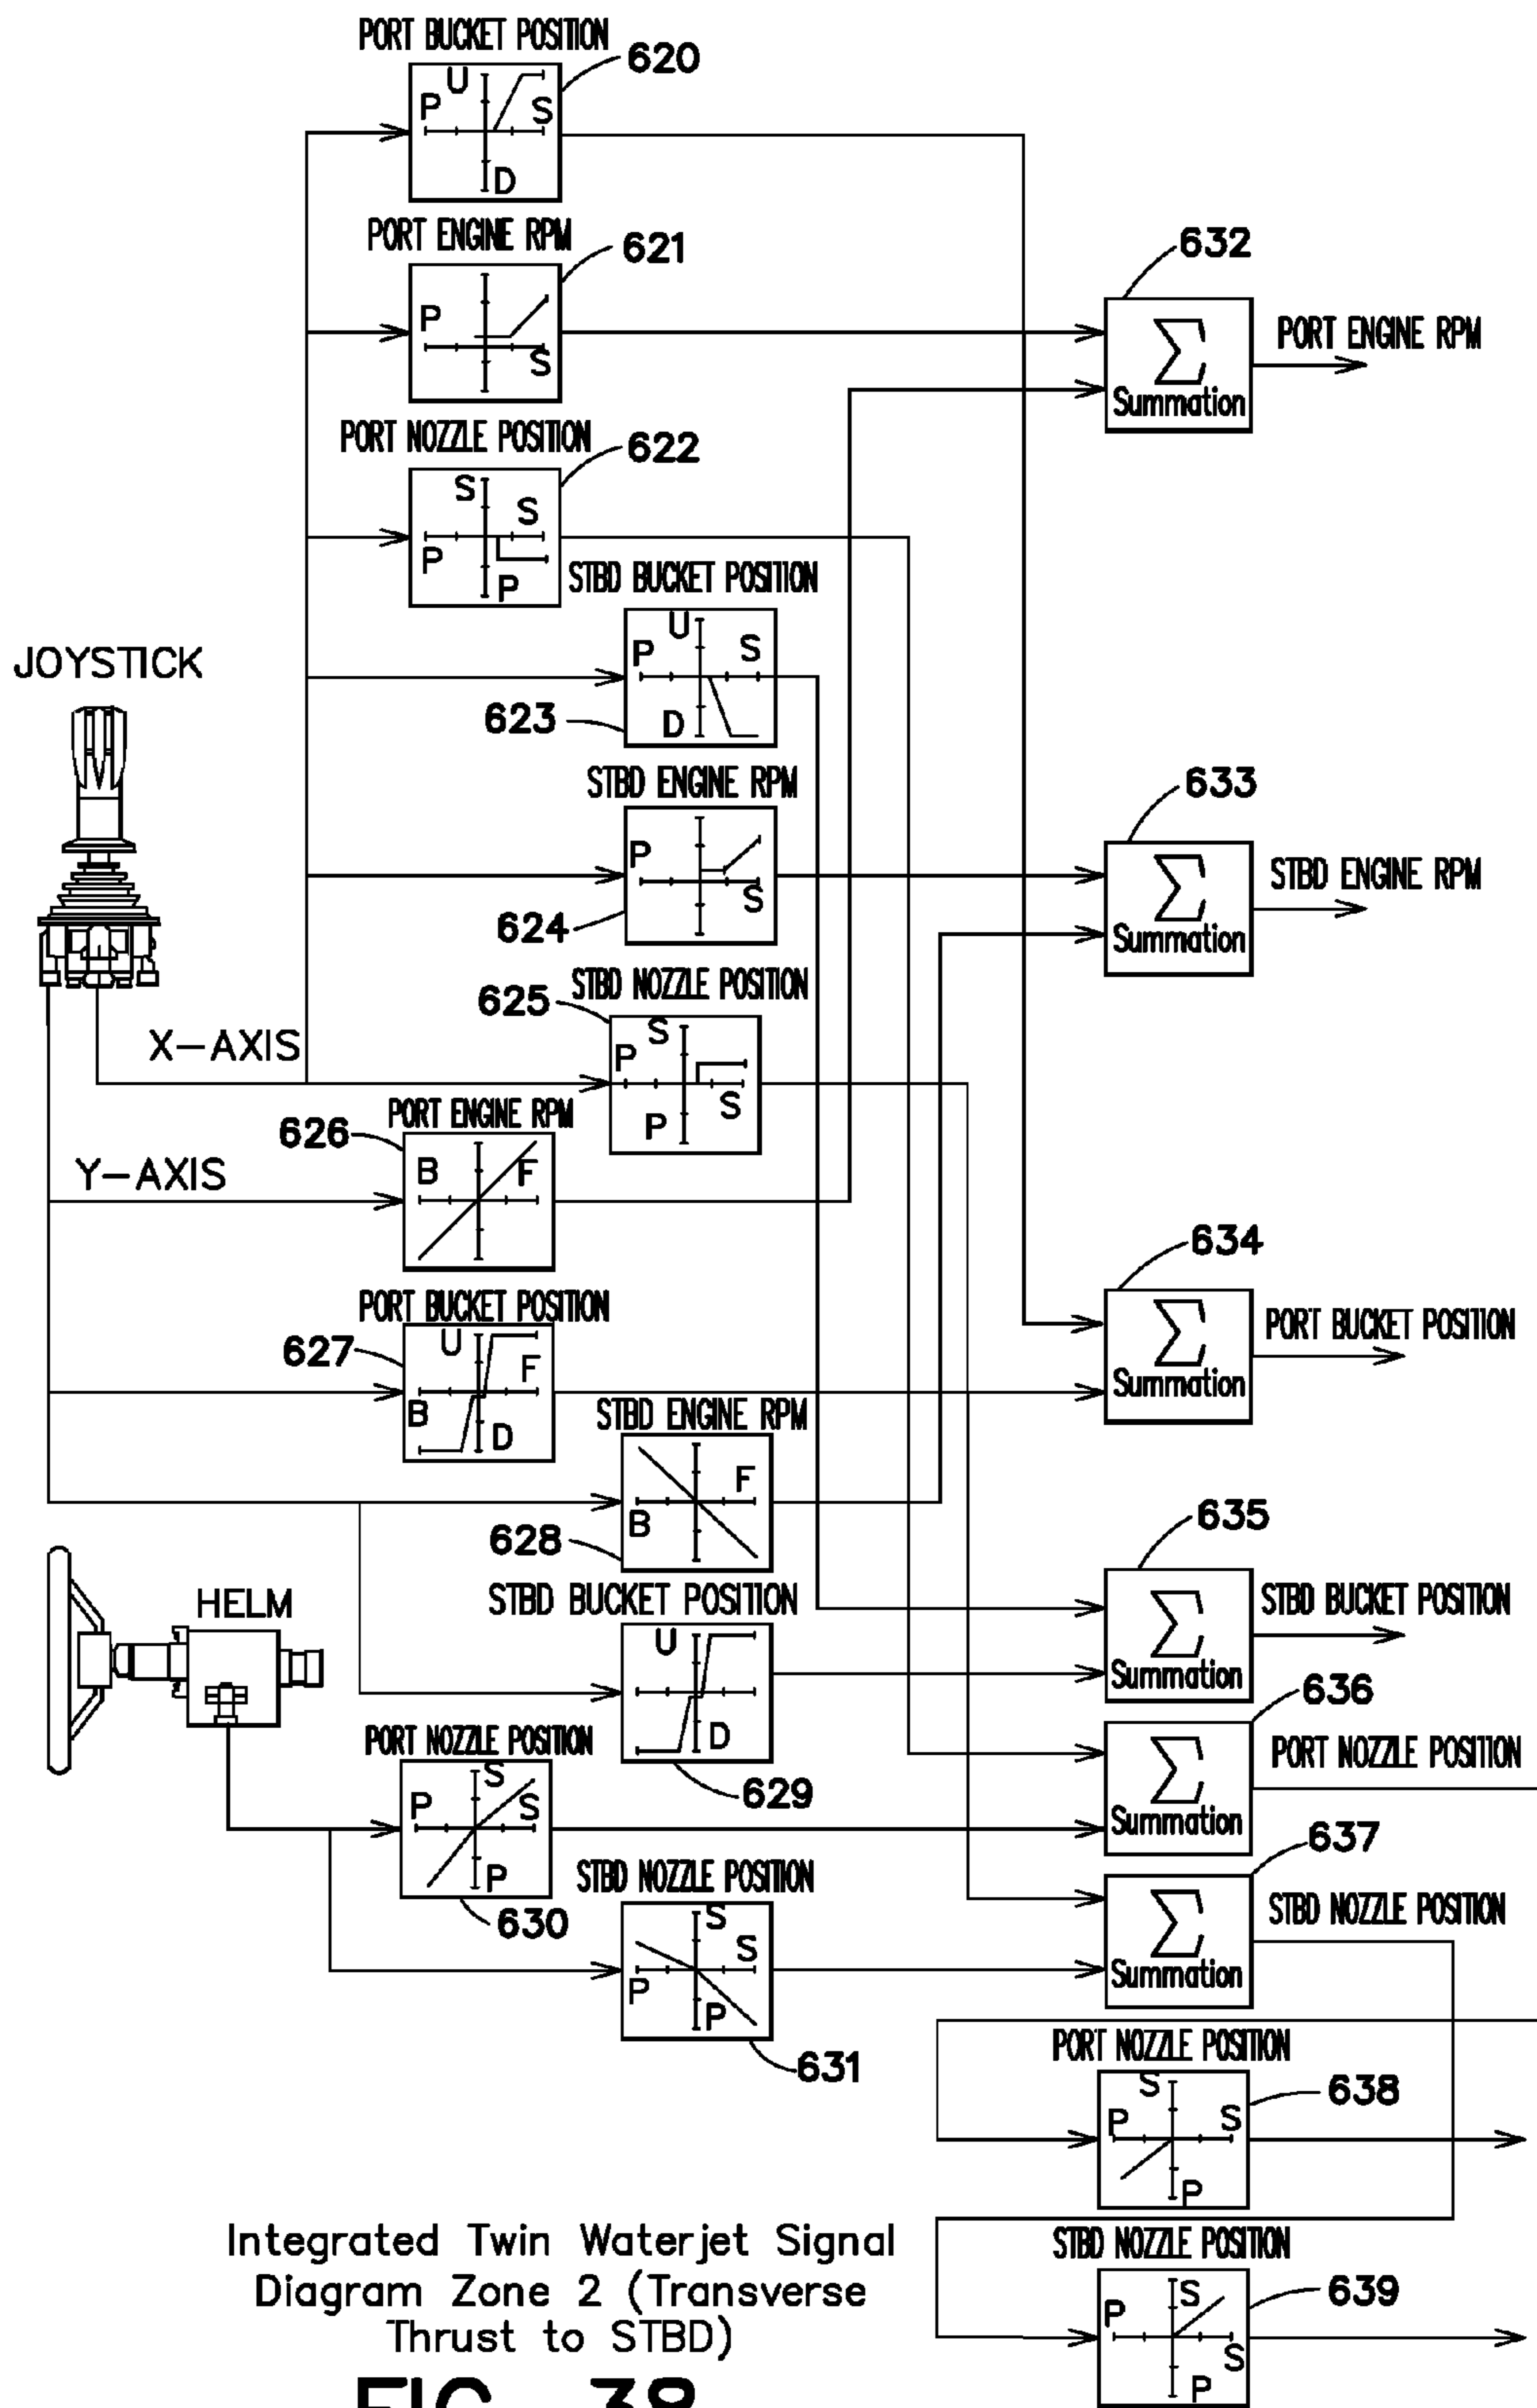 PORT BUCKET POSITION
620
U
P
S
D
PORT ENGINE RPM
621
P
S
632
Σ
Summation
PORT ENGINE RPM
PORT NOZZLE POSITION
622
S
S
P
P
STBD BUCKET POSITION
U
P
S
D
623
JOYSTICK
STBD ENGINE RPM
P
S
624
633
Σ
Summation
STBD ENGINE RPM
STBD NOZZLE POSITION
625
S
P
S
P
X-AXIS
PORT ENGINE RPM
626
B
F
Y-AXIS
634
Σ
Summation
PORT BUCKET POSITION
PORT BUCKET POSITION
627
U
F
B
D
STBD ENGINE RPM
F
B
628
635
Σ
Summation
STBD BUCKET POSITION
HELM
STBD BUCKET POSITION
U
D
629
636
Σ
Summation
PORT NOZZLE POSITION
PORT NOZZLE POSITION
S
P
S
P
630
637
Σ
Summation
STBD NOZZLE POSITION
STBD NOZZLE POSITION
S
S
P
P
631
PORT NOZZLE POSITION
638
S
P
S
P
STBD NOZZLE POSITION
639
S
P
S
P
Integrated Twin Waterjet Signal
Diagram Zone 2 (Transverse
Thrust to STBD)
FIG. 38